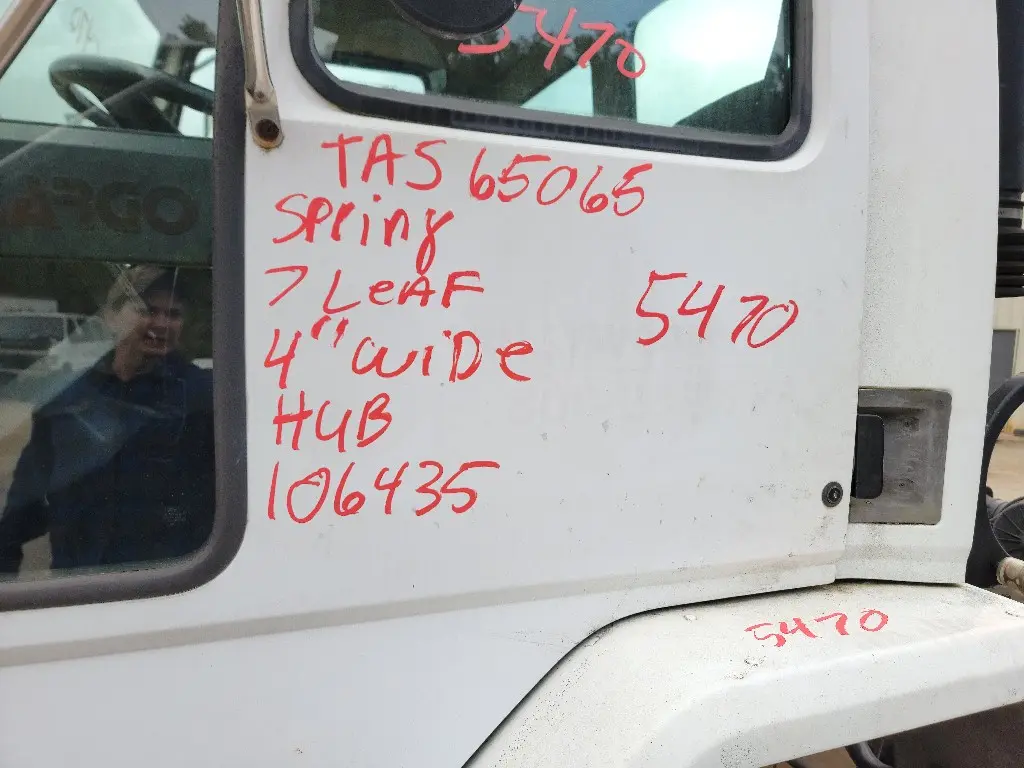 5470
TAS 65065
Spring
7 LeAF
4" wiDe
HUB
106435
5470
5470